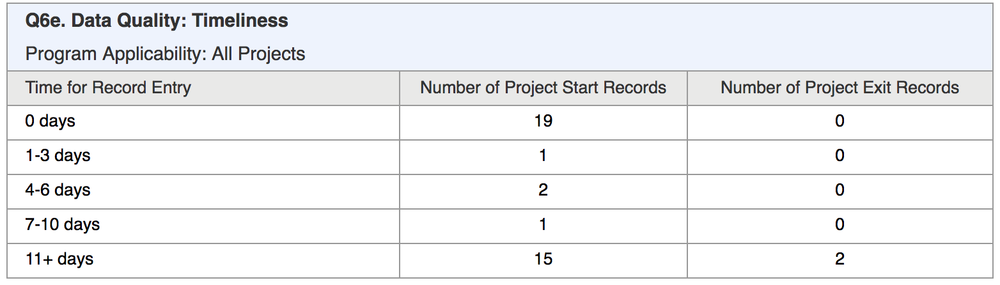 Q6e. Data Quality: Timeliness
Program Applicability: All Projects
Time for Record Entry Number of Project Start Records Number of Project Exit Records
0 days 19 0
1-3 days 1 0
4-6 days 2 0
7-10 days 1 0
11+ days 15 2